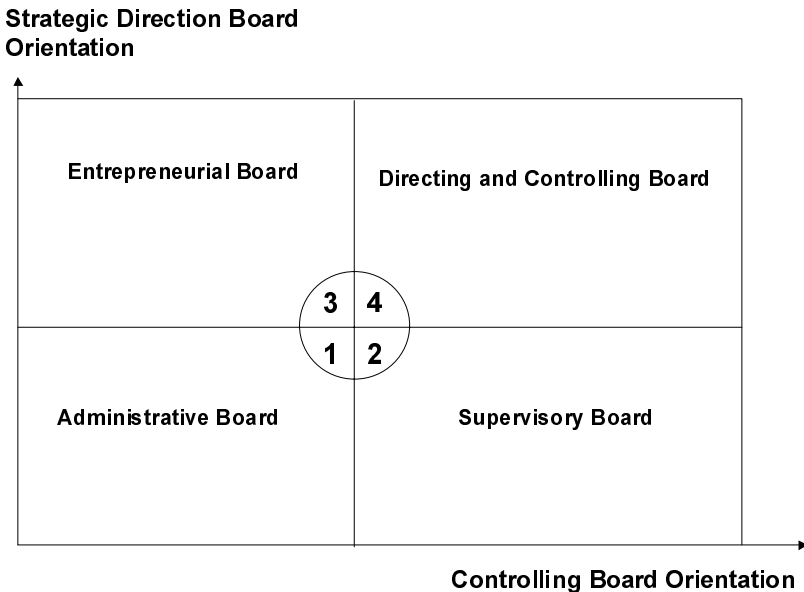 Strategic Direction Board
Orientation
Entrepreneurial Board
Directing and Controlling Board
3 4
1 2
Administrative Board
Supervisory Board
Controlling Board Orientation